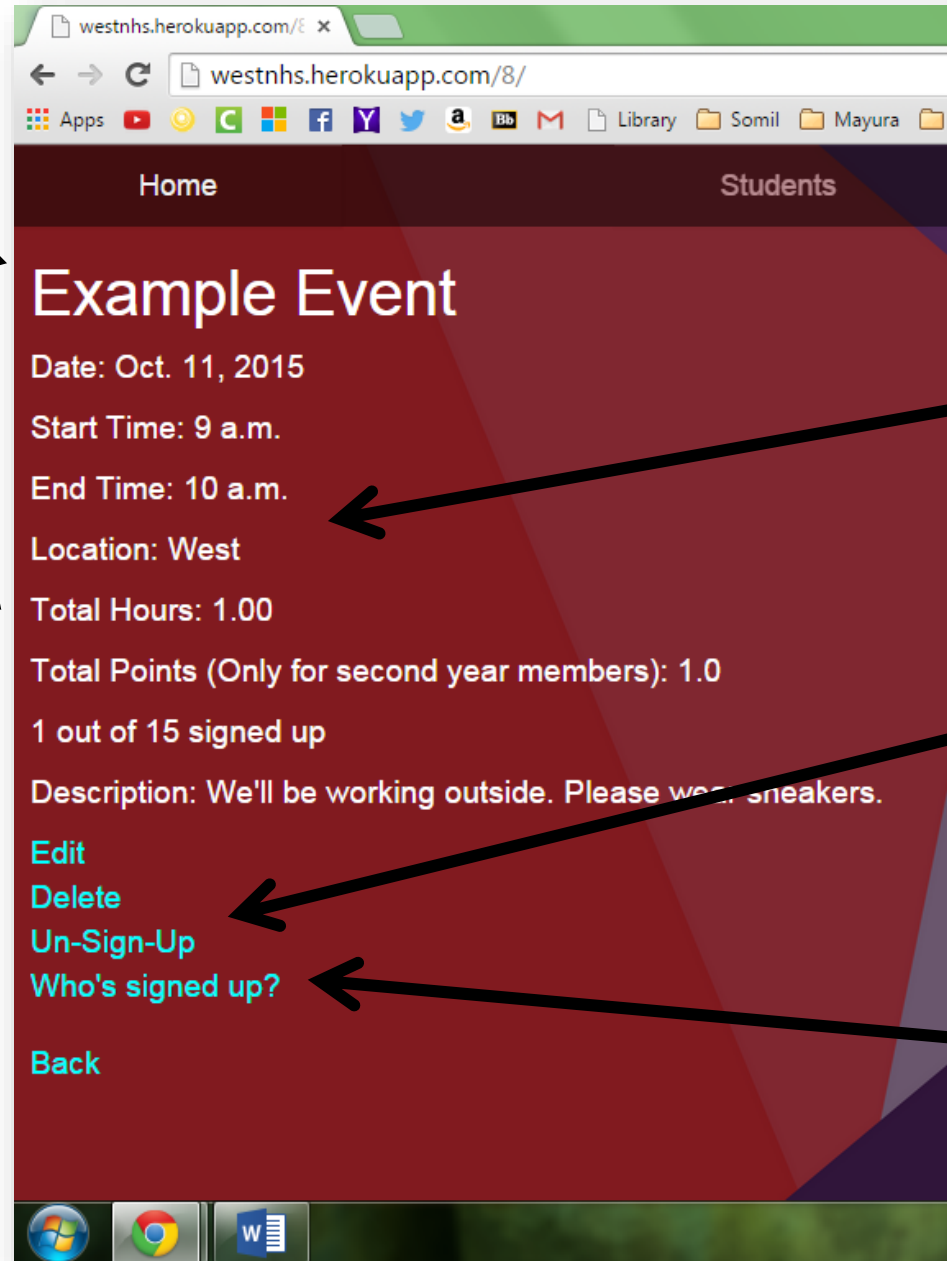 westnhs.herokuapp.com/8
westnhs.herokuapp.com/8/
Apps Library Somil Mayura
Home Students
Example Event
Date: Oct. 11, 2015
Start Time: 9 a.m.
End Time: 10 a.m.
Location: West
Total Hours: 1.00
Total Points (Only for second year members): 1.0
1 out of 15 signed up
Description: We'll be working outside. Please wear sneakers.
Edit
Delete
Un-Sign-Up
Who's signed up?
Back